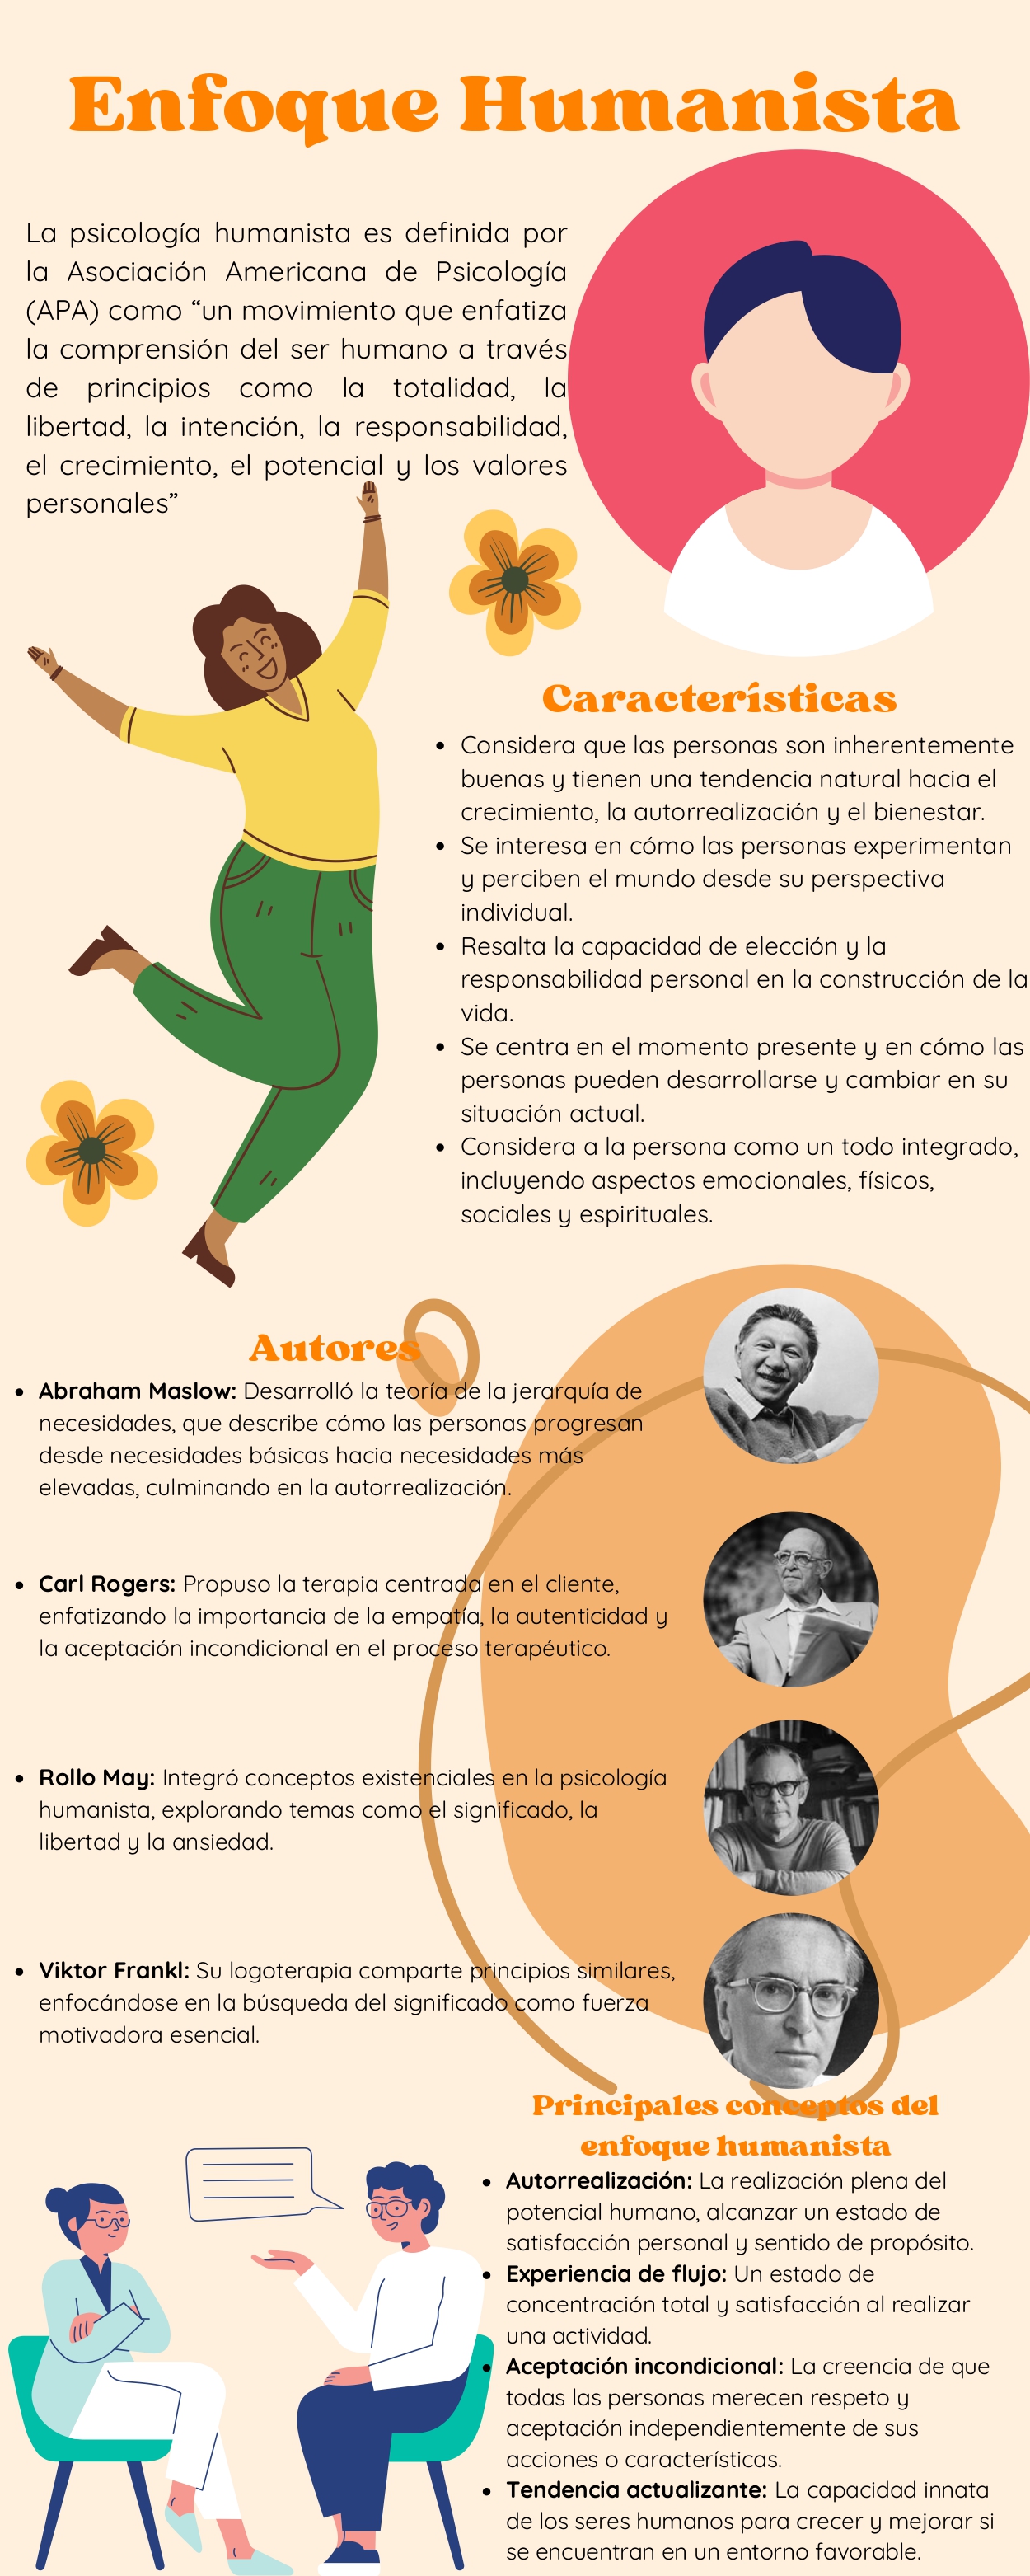 Enfoque Humanista
La psicología humanista es definida por
la Asociación Americana de Psicología
(APA) como “un movimiento que enfatiza
la comprensión del ser humano a través
de principios como la totalidad, la
libertad, la intención, la responsabilidad,
el crecimiento, el potencial y los valores
personales”
Características
• Considera que las personas son inherentemente
buenas y tienen una tendencia natural hacia el
crecimiento, la autorrealización y el bienestar.
• Se interesa en cómo las personas experimentan
y perciben el mundo desde su perspectiva
individual.
• Resalta la capacidad de elección y la
responsabilidad personal en la construcción de la
vida.
• Se centra en el momento presente y en cómo las
personas pueden desarrollarse y cambiar en su
situación actual.
• Considera a la persona como un todo integrado,
incluyendo aspectos emocionales, físicos,
sociales y espirituales.
Autores
• Abraham Maslow: Desarrolló la teoría de la jerarquía de
necesidades, que describe cómo las personas progresan
desde necesidades básicas hacia necesidades más
elevadas, culminando en la autorrealización.
• Carl Rogers: Propuso la terapia centrada en el cliente,
enfatizando la importancia de la empatía, la autenticidad y
la aceptación incondicional en el proceso terapéutico.
• Rollo May: Integró conceptos existenciales en la psicología
humanista, explorando temas como el significado, la
libertad y la ansiedad.
• Viktor Frankl: Su logoterapia comparte principios similares,
enfocándose en la búsqueda del significado como fuerza
motivadora esencial.
Principales conceptos del
enfoque humanista
• Autorrealización: La realización plena del
potencial humano, alcanzar un estado de
satisfacción personal y sentido de propósito.
• Experiencia de flujo: Un estado de
concentración total y satisfacción al realizar
una actividad.
• Aceptación incondicional: La creencia de que
todas las personas merecen respeto y
aceptación independientemente de sus
acciones o características.
• Tendencia actualizante: La capacidad innata
de los seres humanos para crecer y mejorar si
se encuentran en un entorno favorable.